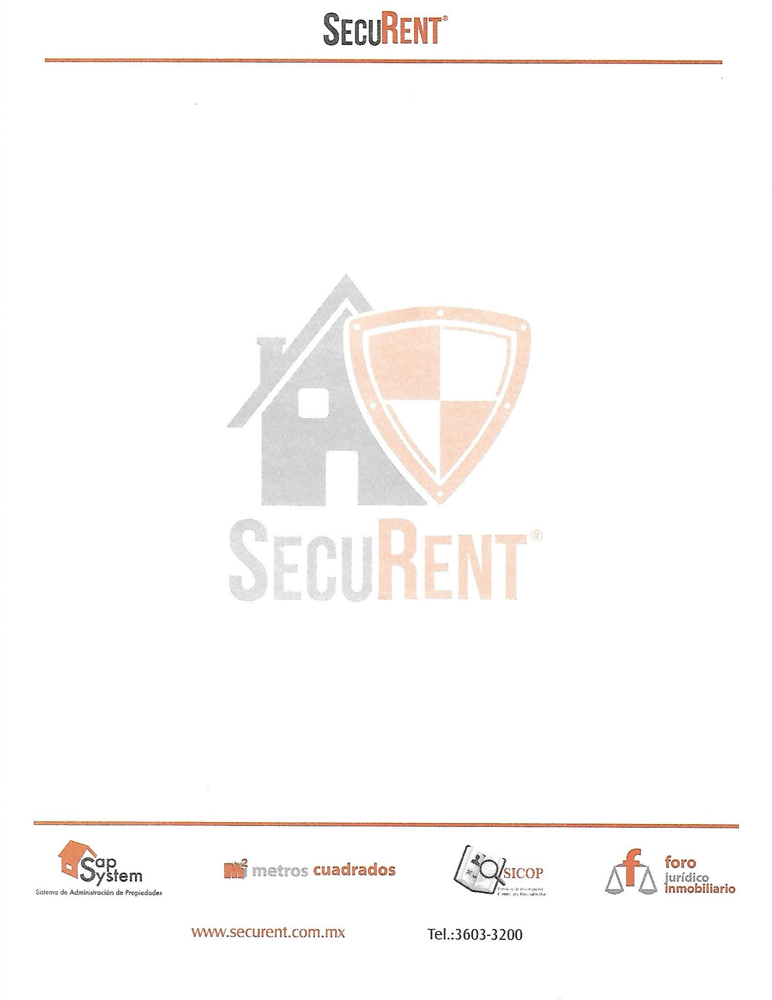 SECURENT®
SECURENT®
Sap
System
Sistema de Administración de Propiedades
M2 metros cuadrados
SICOP
Servicios de Investigación
Comercial y Personalizados
f foro
jurídico
inmobiliario
www.securent.com.mx
Tel.:3603-3200